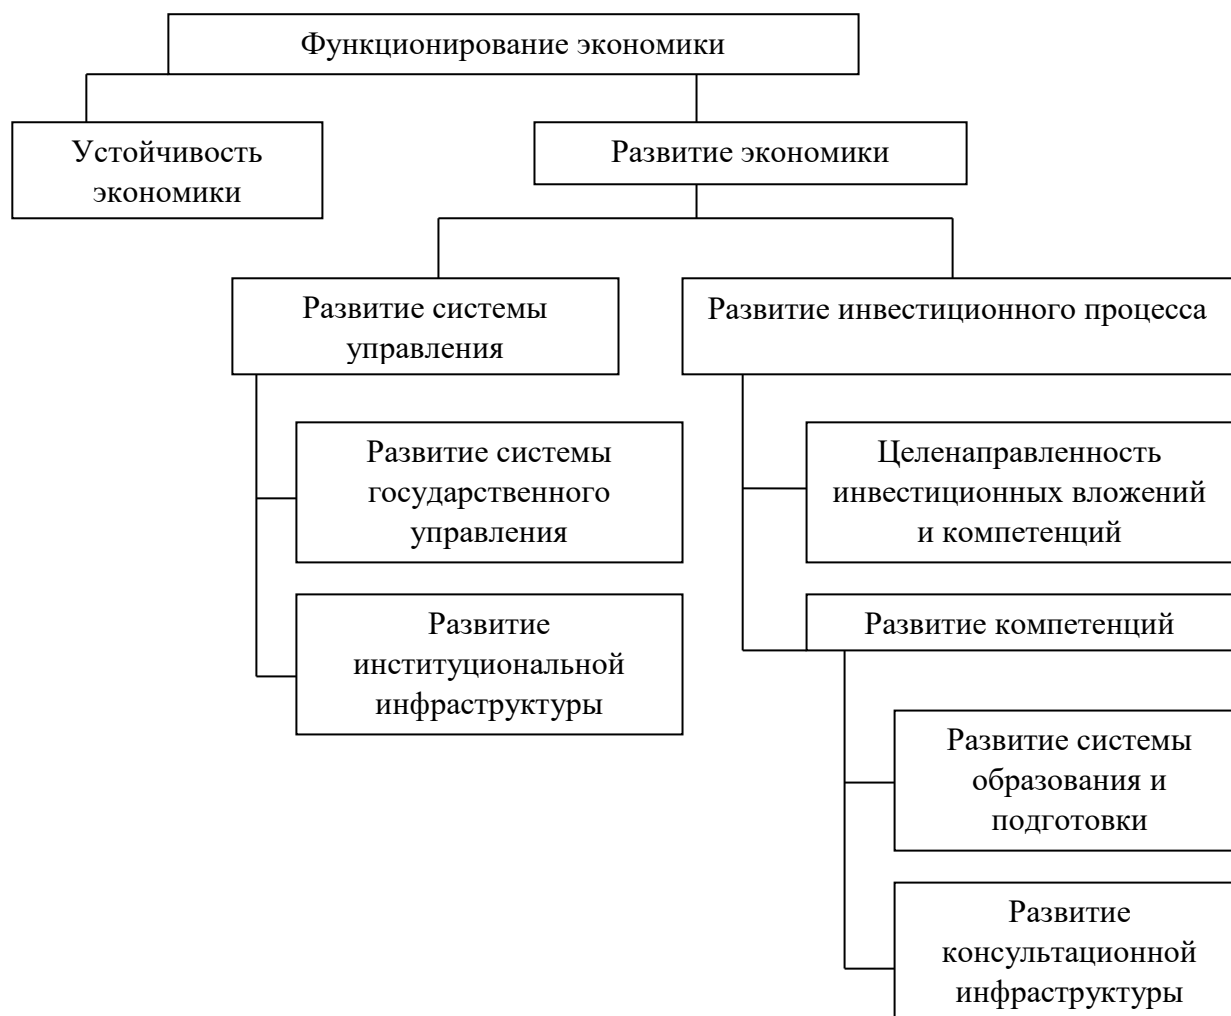 Функционирование экономики
Устойчивость
экономики
Развитие экономики
Развитие системы
управления
Развитие инвестиционного процесса
Развитие системы
государственного
управления
Развитие
институциональной
инфраструктуры
Целенаправленность
инвестиционных вложений
и компетенций
Развитие компетенций
Развитие системы
образования и
подготовки
Развитие
консультационной
инфраструктуры